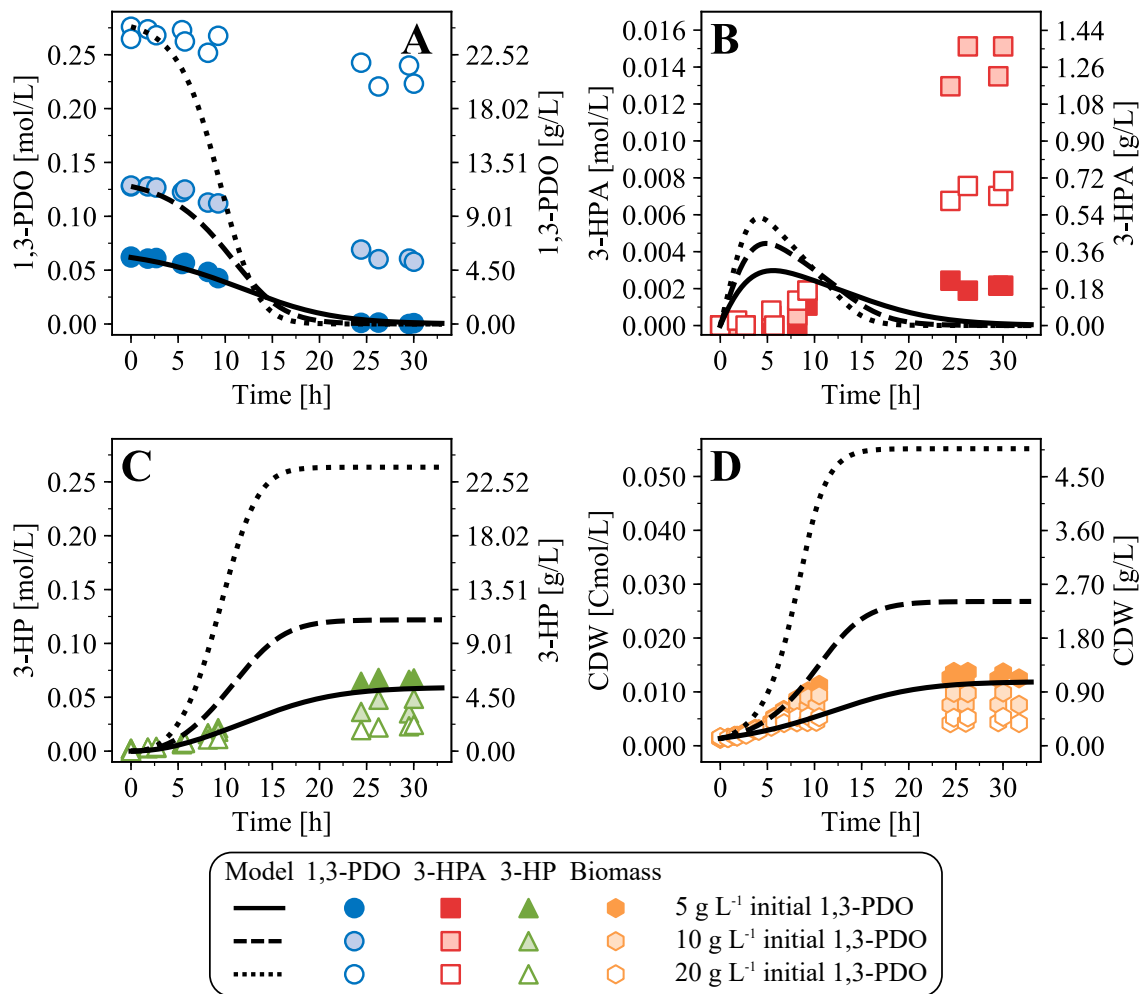 A
1,3-PDO [mol/L]
0.25
0.20
0.15
0.10
0.05
0.00
22.52
18.02
13.51
9.01
4.50
0.00
1,3-PDO [g/L]
0 5 10 15 20 25 30
Time [h]
B
3-HPA [mol/L]
0.016
0.014
0.012
0.010
0.008
0.006
0.004
0.002
0.000
1.44
1.26
1.08
0.90
0.72
0.54
0.36
0.18
0.00
3-HPA [g/L]
0 5 10 15 20 25 30
Time [h]
C
3-HP [mol/L]
0.25
0.20
0.15
0.10
0.05
0.00
22.52
18.02
13.51
9.01
4.50
0.00
3-HP [g/L]
0 5 10 15 20 25 30
Time [h]
D
CDW [Cmol/L]
0.050
0.040
0.030
0.020
0.010
0.000
4.50
3.60
2.70
1.80
0.90
0.00
CDW [g/L]
0 5 10 15 20 25 30
Time [h]
Model 1,3-PDO 3-HPA 3-HP Biomass
5 g L⁻¹ initial 1,3-PDO
10 g L⁻¹ initial 1,3-PDO
20 g L⁻¹ initial 1,3-PDO